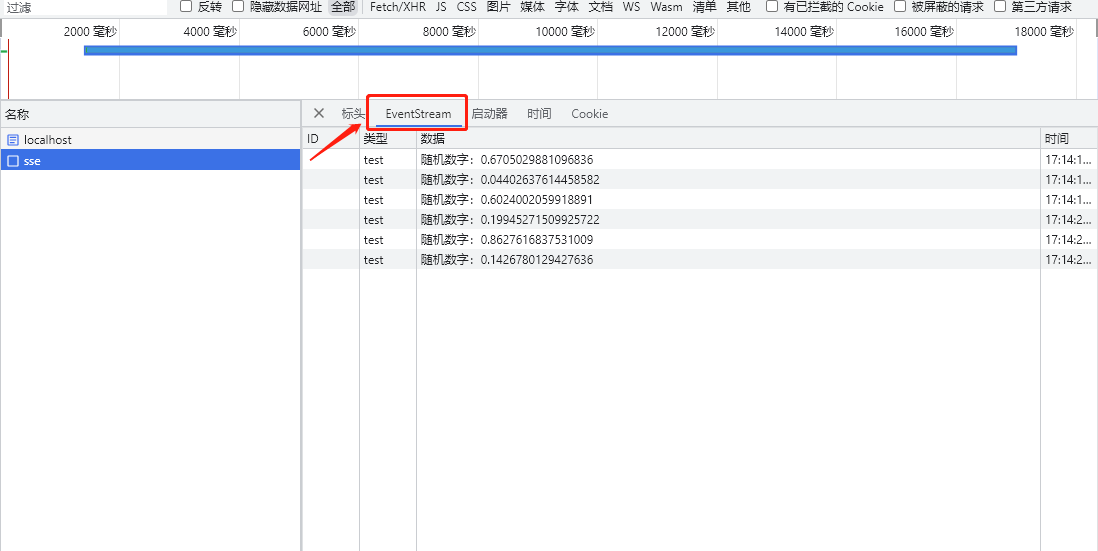 过滤 反转 隐藏数据网址 全部 Fetch/XHR JS CSS 图片 媒体 字体 文档 WS Wasm 清单 其他 有已拦截的 Cookie 被屏蔽的请求 第三方请求
2000 毫秒 4000 毫秒 6000 毫秒 8000 毫秒 10000 毫秒 12000 毫秒 14000 毫秒 16000 毫秒 18000 毫秒
名称
localhost
sse
标头 EventStream 启动器 时间 Cookie
ID 类型 数据 时间
test 随机数字：0.6705029881096836 17:14:1...
test 随机数字：0.04402637614458582 17:14:1...
test 随机数字：0.6024002059918891 17:14:1...
test 随机数字：0.19945271509925722 17:14:2...
test 随机数字：0.8627616837531009 17:14:2...
test 随机数字：0.1426780129427636 17:14:2...